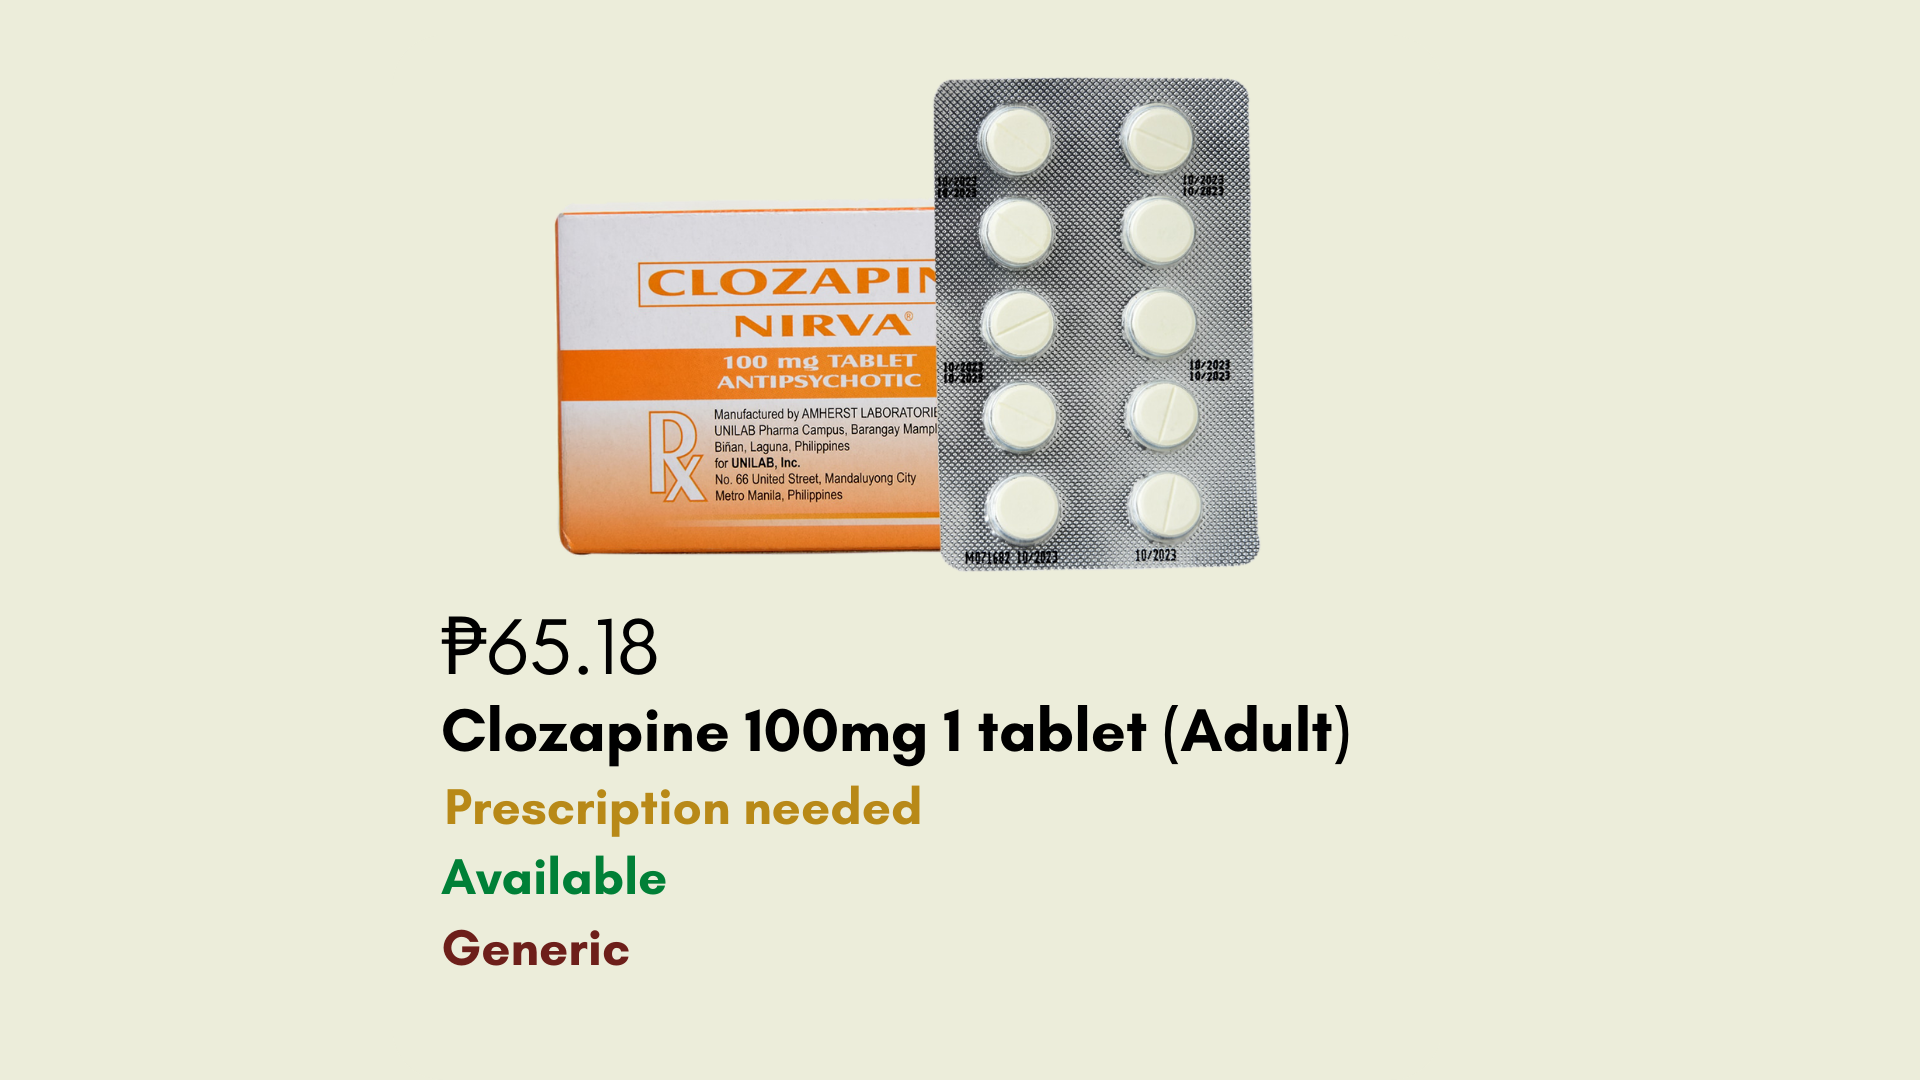 CLOZAPIN
NIRVA®
100 mg TABLET
ANTIPSYCHOTIC
Rx
Manufactured by AMHERST LABORATORIE
UNILAB Pharma Campus, Barangay Mampl
Biñan, Laguna, Philippines
for UNILAB, Inc.
No. 66 United Street, Mandaluyong City
Metro Manila, Philippines
10/2023
10/2023
10/2023
10/2023
10/2023
10/2023
10/2023
10/2023
M071682 10/2023
10/2023
₱65.18
Clozapine 100mg 1 tablet (Adult)
Prescription needed
Available
Generic